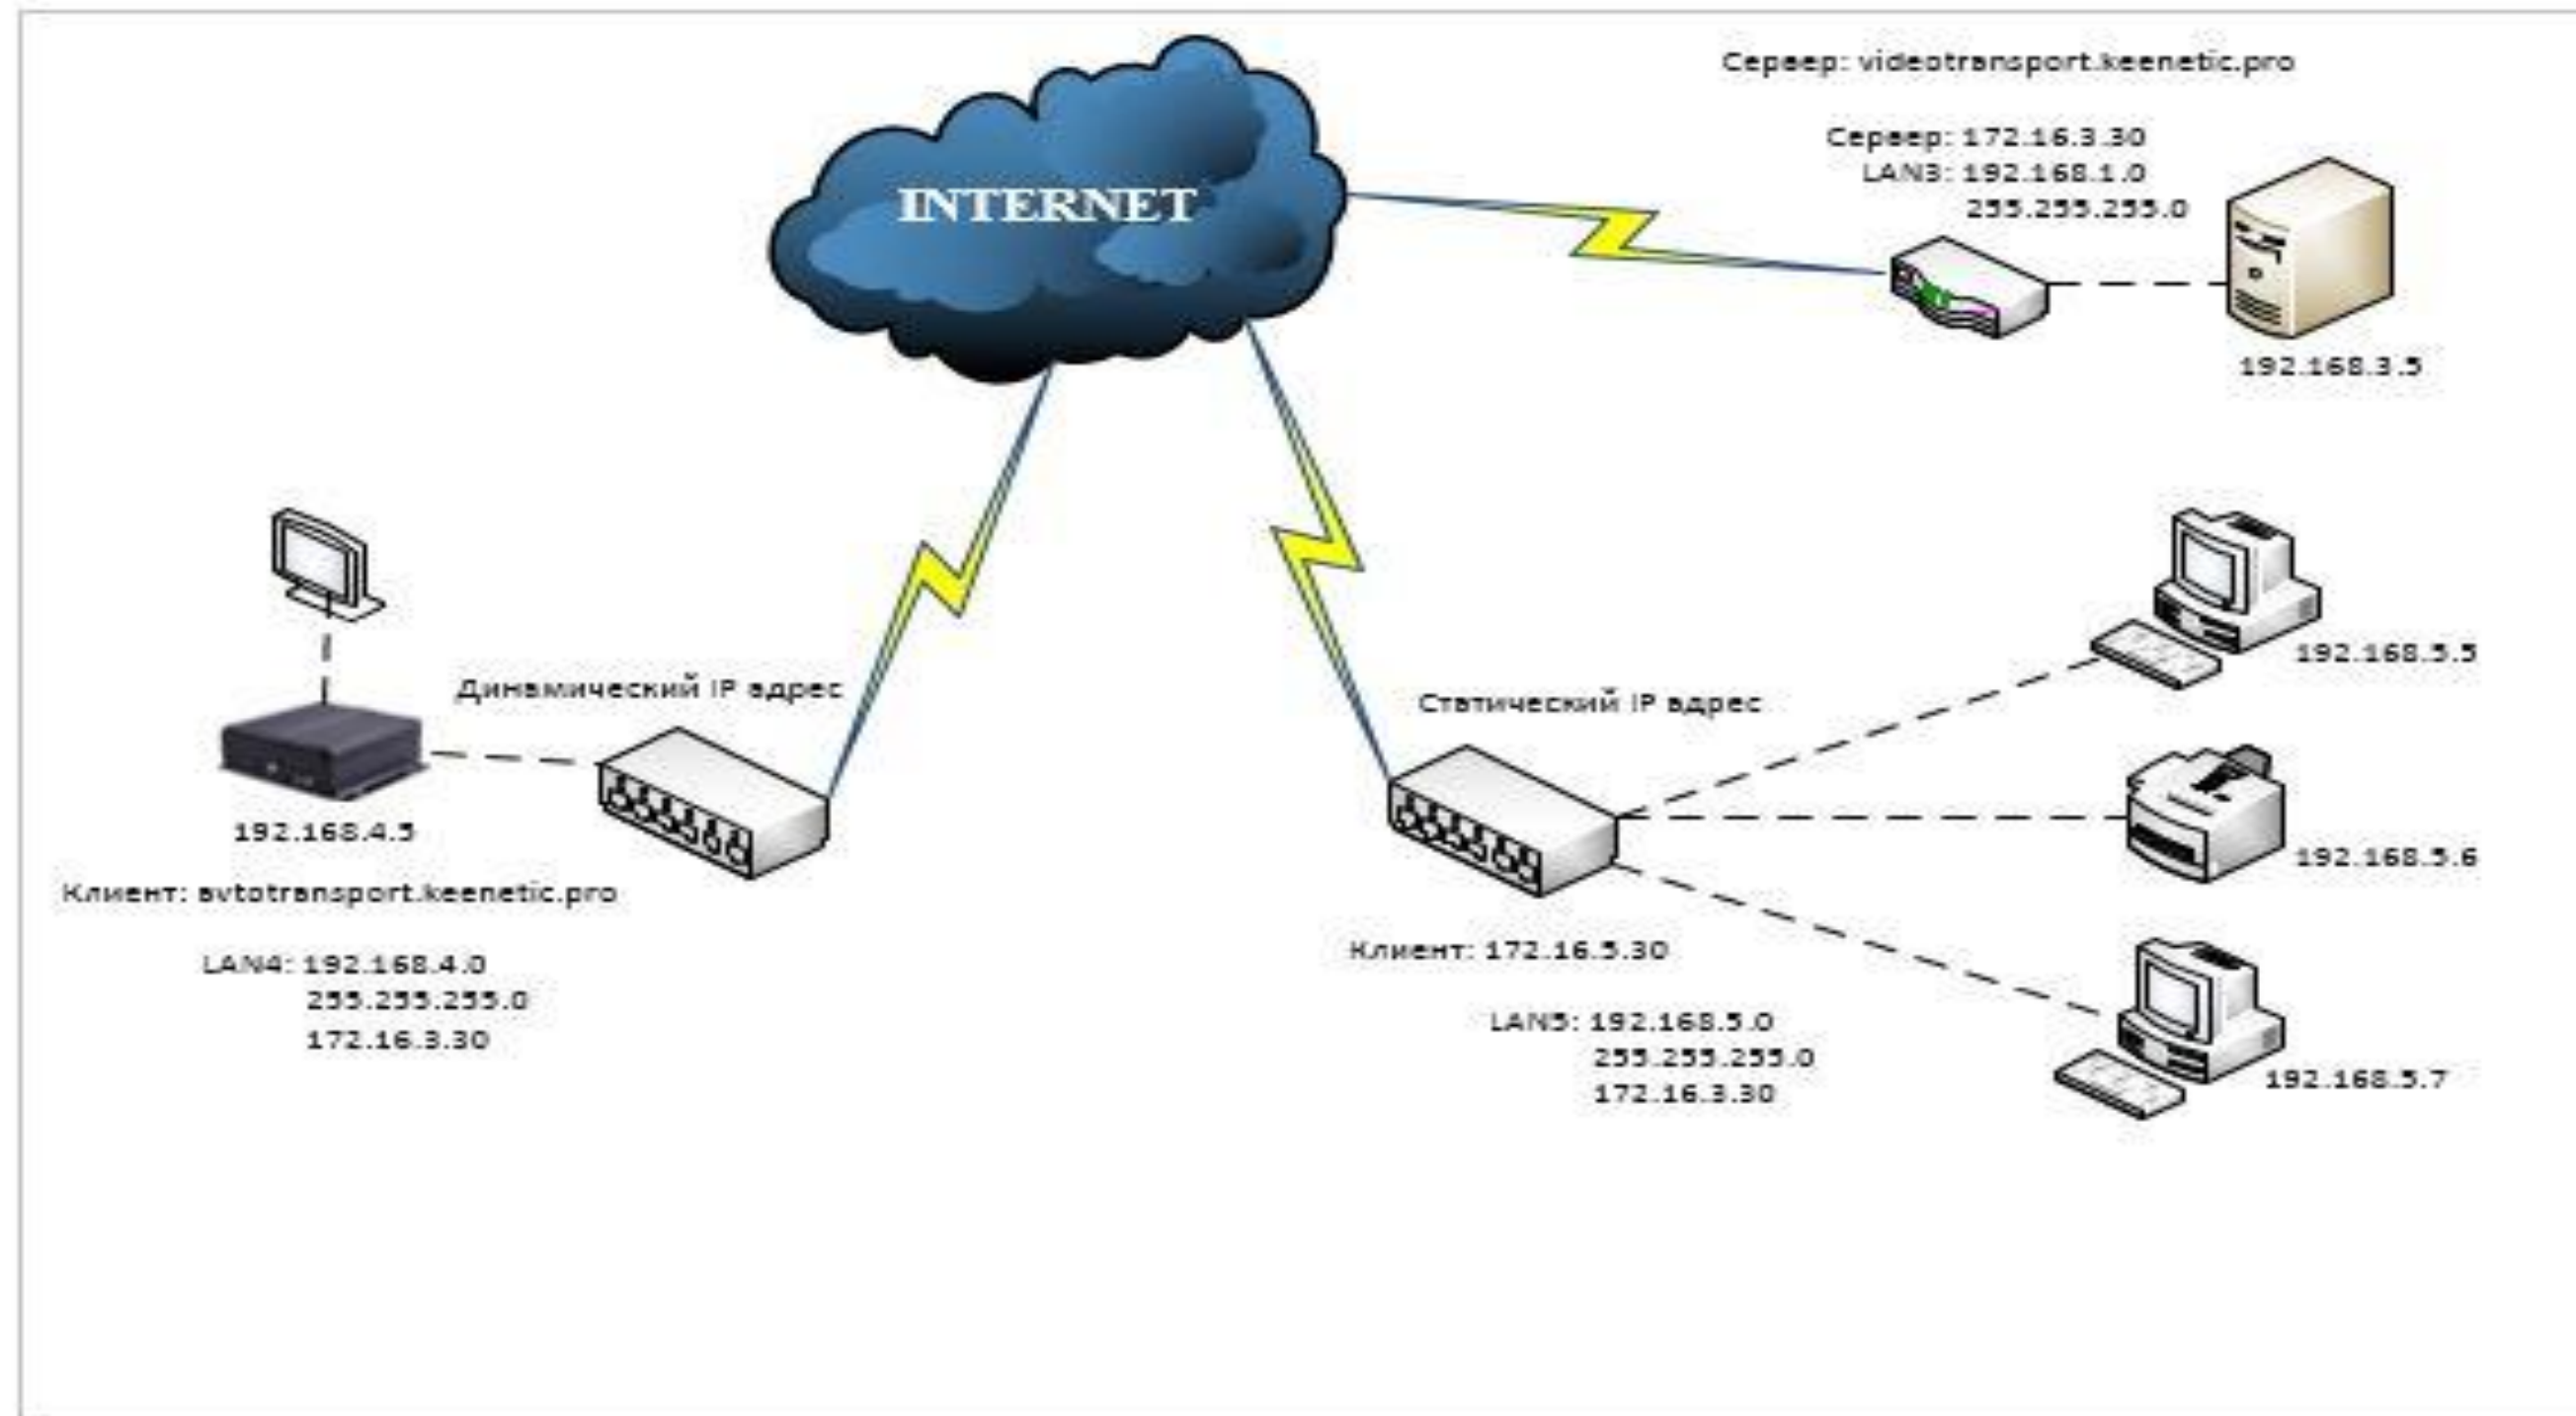 Сервер: videotransport.keenetic.pro
Сервер: 172.16.3.30
LAN3: 192.168.1.0
255.255.255.0
INTERNET
192.168.3.5
192.168.5.5
Динамический IP адрес
Статический IP адрес
192.168.4.5
192.168.5.6
Клиент: avtotransport.keenetic.pro
Клиент: 172.16.5.30
LAN4: 192.168.4.0
255.255.255.0
172.16.3.30
LAN5: 192.168.5.0
255.255.255.0
172.16.3.30
192.168.5.7